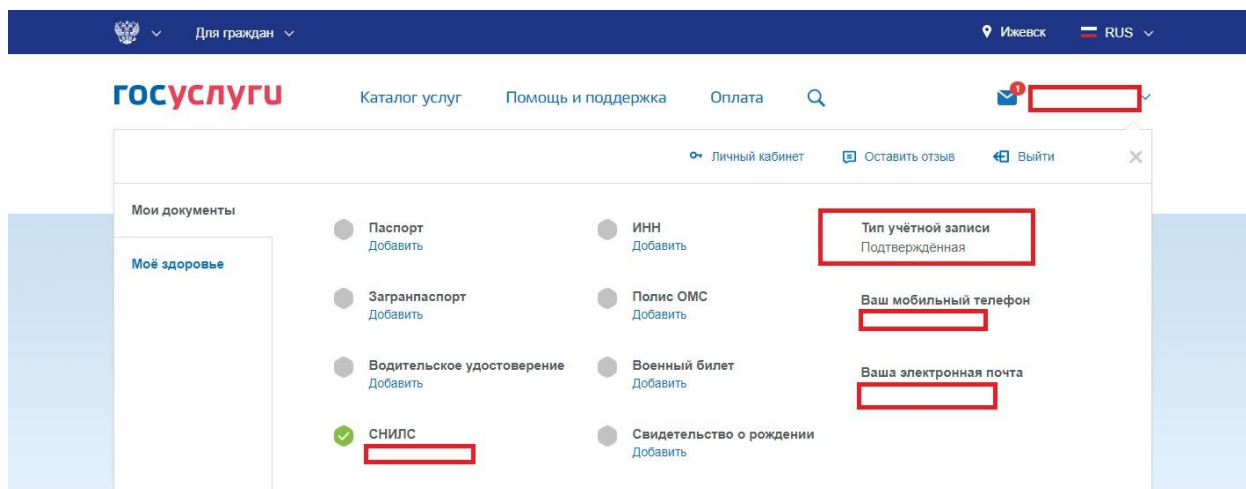 Для граждан
Ижевск
RUS
госуслуги
Каталог услуг
Помощь и поддержка
Оплата
1
Личный кабинет
Оставить отзыв
Выйти
Мои документы
Моё здоровье
Паспорт
Добавить
ИНН
Добавить
Тип учётной записи
Подтверждённая
Загранпаспорт
Добавить
Полис ОМС
Добавить
Ваш мобильный телефон
Водительское удостоверение
Добавить
Военный билет
Добавить
Ваша электронная почта
СНИЛС
Свидетельство о рождении
Добавить